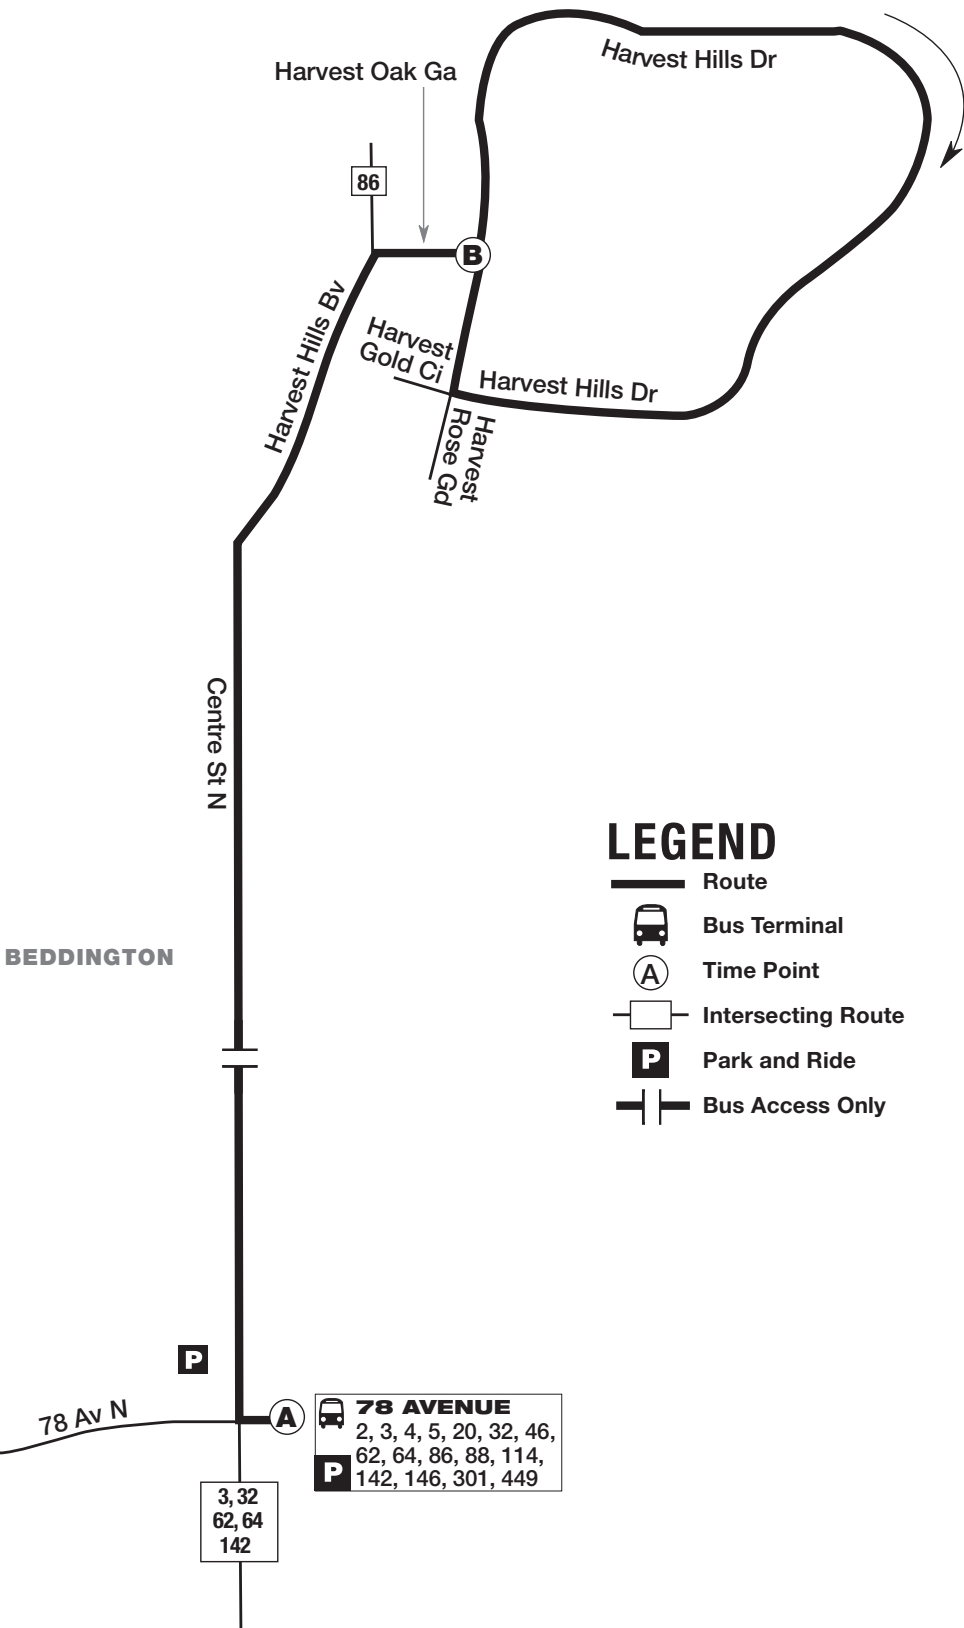 Harvest Hills Dr
Harvest Oak Ga
86
B
Harvest Hills Bv
Harvest
Gold Ci
Harvest Hills Dr
Harvest
Rose Gd
Centre St N
LEGEND
Route
Bus Terminal
A
Time Point
Intersecting Route
P
Park and Ride
Bus Access Only
BEDDINGTON
P
78 Av N
A
78 AVENUE
2, 3, 4, 5, 20, 32, 46,
62, 64, 86, 88, 114,
142, 146, 301, 449
P
3, 32
62, 64
142